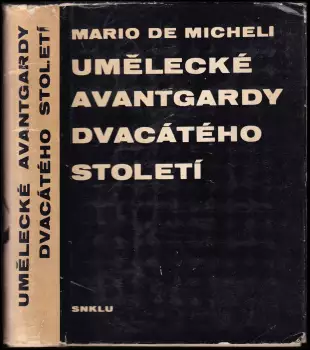 MARIO DE MICHELI
UMĚLECKÉ
AVANTGARDY
DVACÁTÉHO
STOLETÍ
SNKLU
UMĚLECKÉ AVANTGARDY
DVACÁTÉHO STOLETÍ